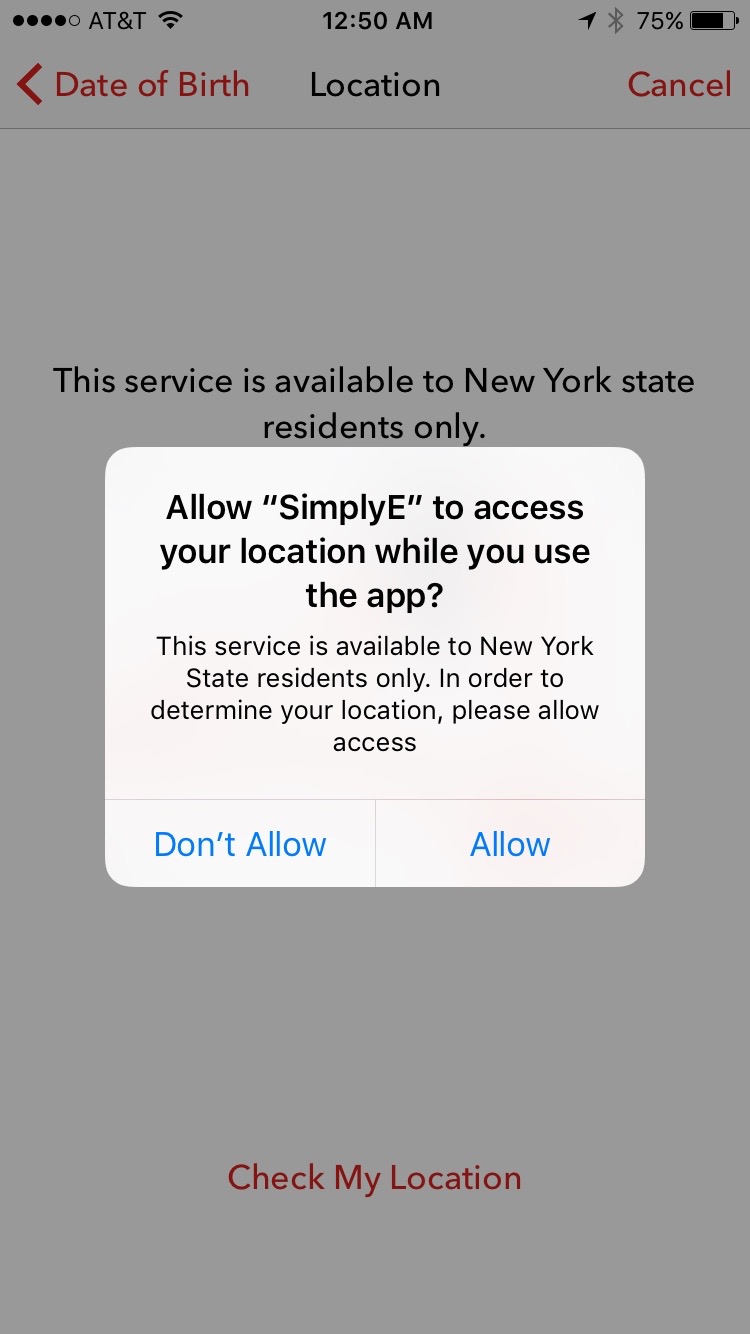 AT&T 12:50 AM 75%
Date of Birth Location Cancel
This service is available to New York state
residents only.
Allow “SimplyE” to access
your location while you use
the app?
This service is available to New York
State residents only. In order to
determine your location, please allow
access
Don’t Allow Allow
Check My Location